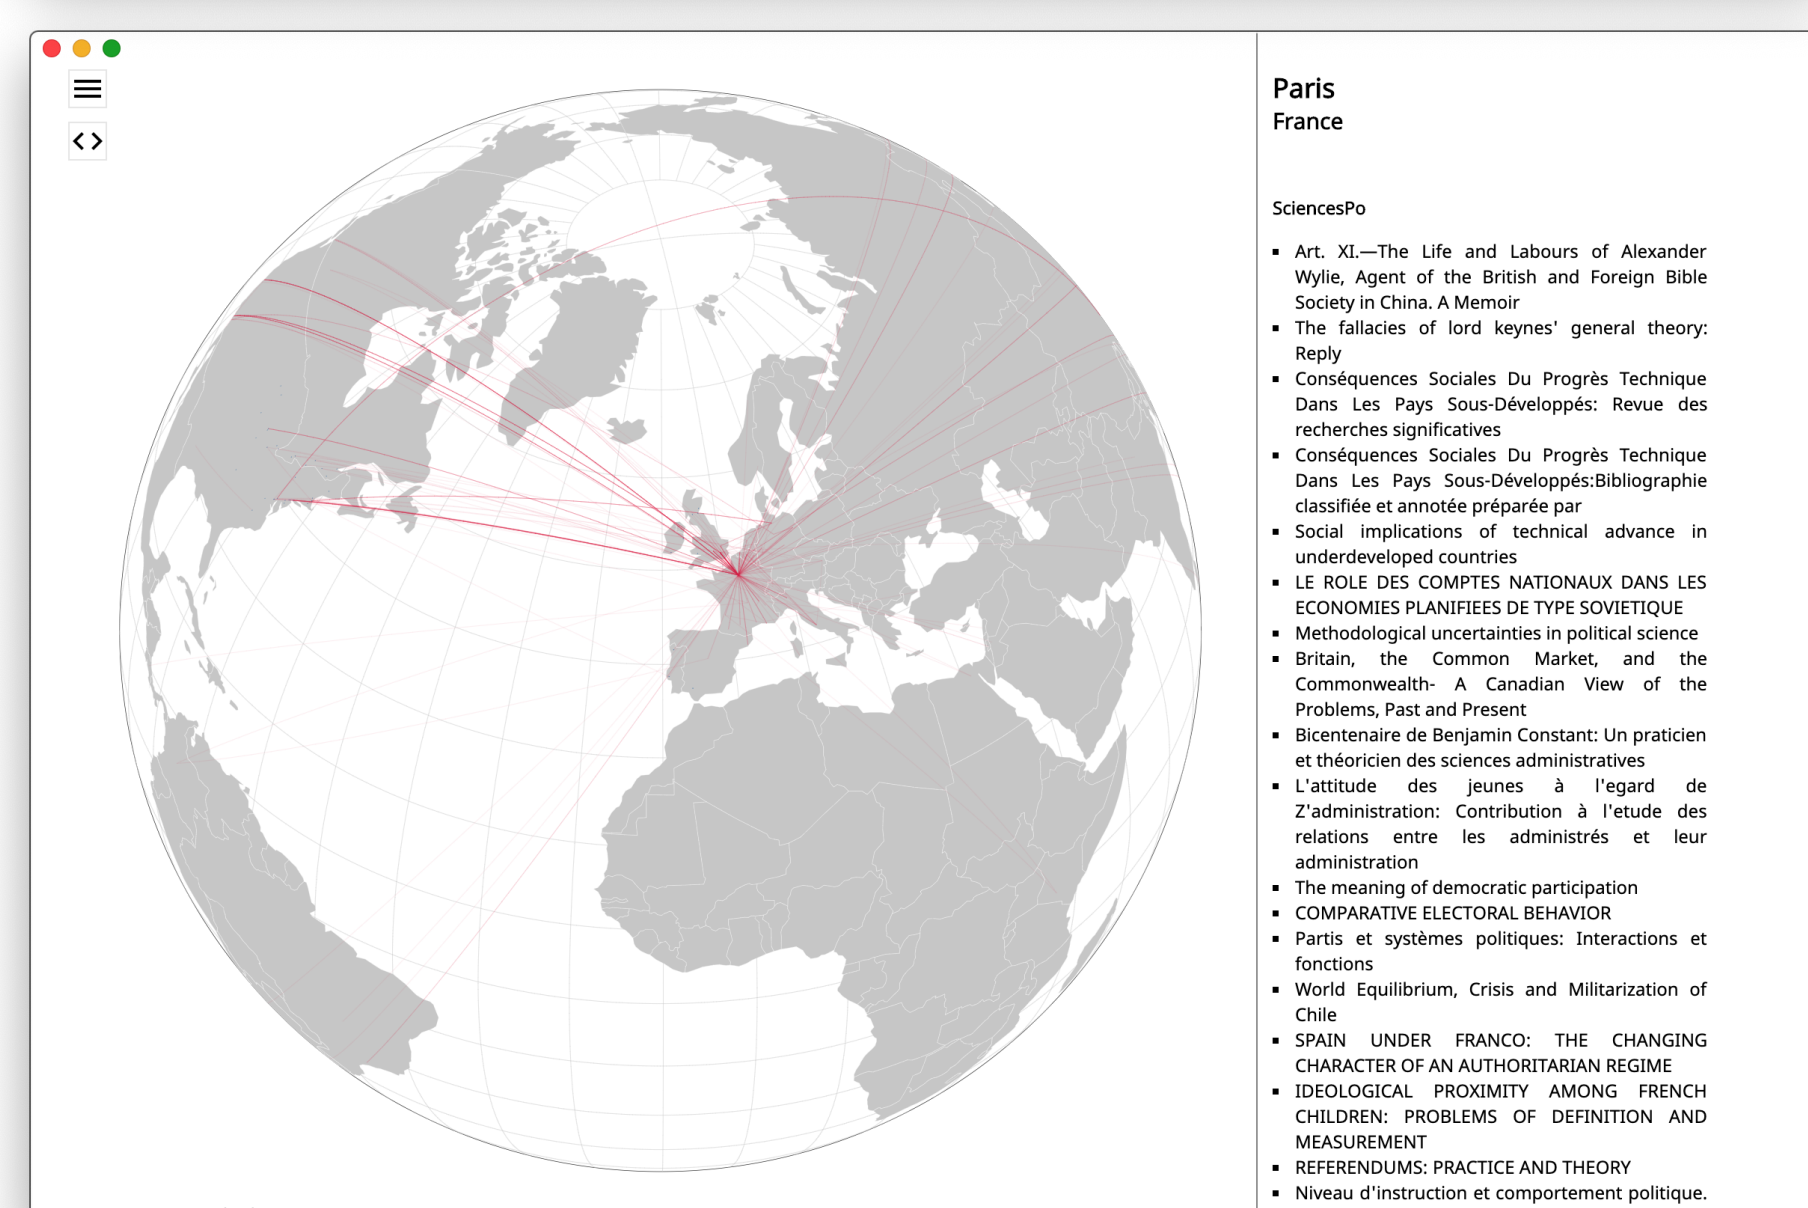 Paris
France
SciencesPo
Art. XI.—The Life and Labours of Alexander
Wylie, Agent of the British and Foreign Bible
Society in China. A Memoir
The fallacies of lord keynes' general theory:
Reply
Conséquences Sociales Du Progrès Technique
Dans Les Pays Sous-Développés: Revue des
recherches significatives
Conséquences Sociales Du Progrès Technique
Dans Les Pays Sous-Développés:Bibliographie
classifiée et annotée préparée par
Social implications of technical advance in
underdeveloped countries
LE ROLE DES COMPTES NATIONAUX DANS LES
ECONOMIES PLANIFIEES DE TYPE SOVIETIQUE
Methodological uncertainties in political science
Britain, the Common Market, and the
Commonwealth- A Canadian View of the
Problems, Past and Present
Bicentenaire de Benjamin Constant: Un praticien
et théoricien des sciences administratives
L'attitude des jeunes à l'egard de
Z'administration: Contribution à l'etude des
relations entre les administrés et leur
administration
The meaning of democratic participation
COMPARATIVE ELECTORAL BEHAVIOR
Partis et systèmes politiques: Interactions et
fonctions
World Equilibrium, Crisis and Militarization of
Chile
SPAIN UNDER FRANCO: THE CHANGING
CHARACTER OF AN AUTHORITARIAN REGIME
IDEOLOGICAL PROXIMITY AMONG FRENCH
CHILDREN: PROBLEMS OF DEFINITION AND
MEASUREMENT
REFERENDUMS: PRACTICE AND THEORY
Niveau d'instruction et comportement politique.